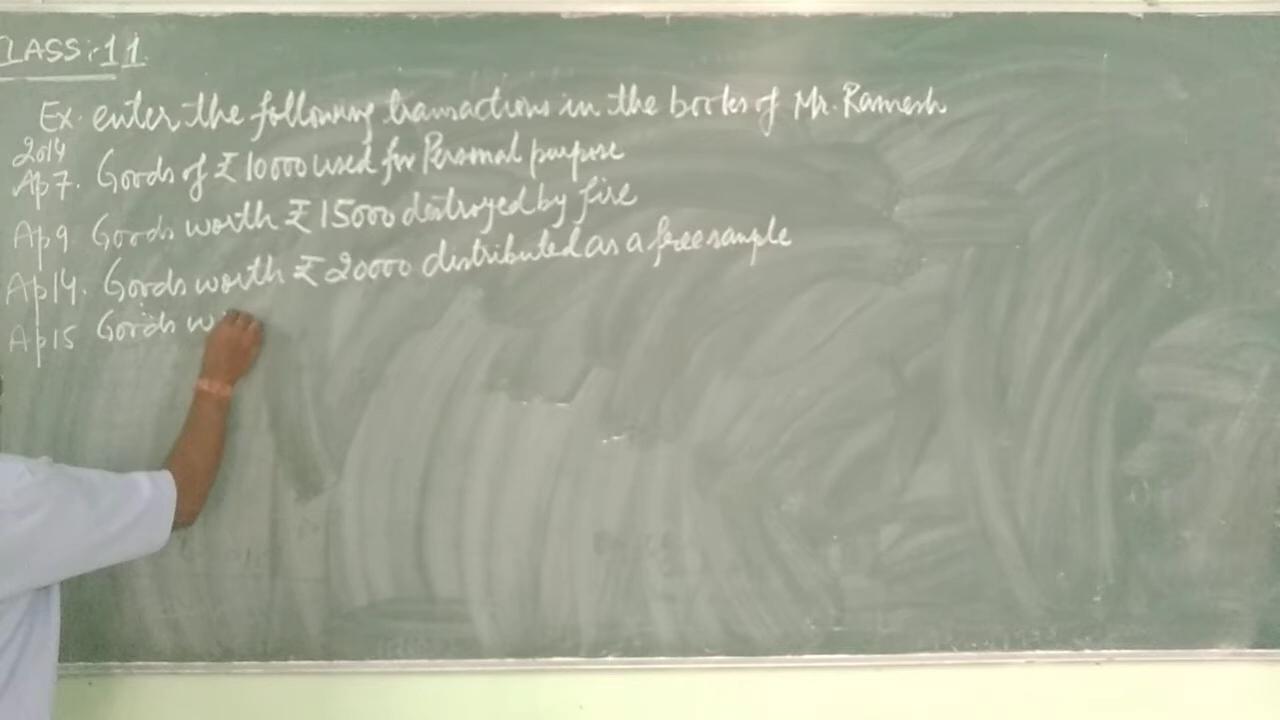 CLASS:-11.
Ex. enter the following transactions in the books of Mr. Ramesh
2014
Ap 7. Goods of ₹ 10000 used for Personal purpose
Ap 9. Goods worth ₹ 15000 destroyed by fire
Ap 14. Goods worth ₹ 20000 distributed as a free sample
Ap 15 Goods w